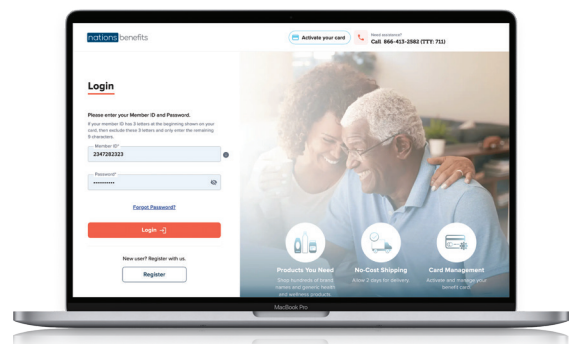 nations benefits
Activate your card
Need assistance?
Call 866-413-2582 (TTY: 711)
Login
Please enter your Member ID and Password.
If your member ID has 3 letters at the beginning shown on your
card, then exclude these 3 letters and only enter the remaining
9 characters.
Member ID*
2347282323
Password*
••••••••••
Forgot Password?
Login
New user? Register with us.
Register
Products You Need
Shop hundreds of brand
names and generic health
and wellness products
No-Cost Shipping
Allow 2 days for delivery
Card Management
Activate and manage your
benefit card
MacBook Pro